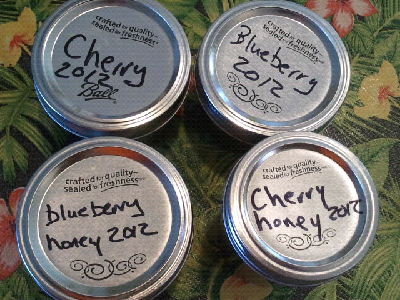 crafted for quality
sealed for freshness
Cherry
2012
Ball
crafted for quality
sealed for freshness
Blueberry
2012
crafted for quality
sealed for freshness
blueberry
honey 2012
crafted for quality
sealed for freshness
Cherry
honey 2012